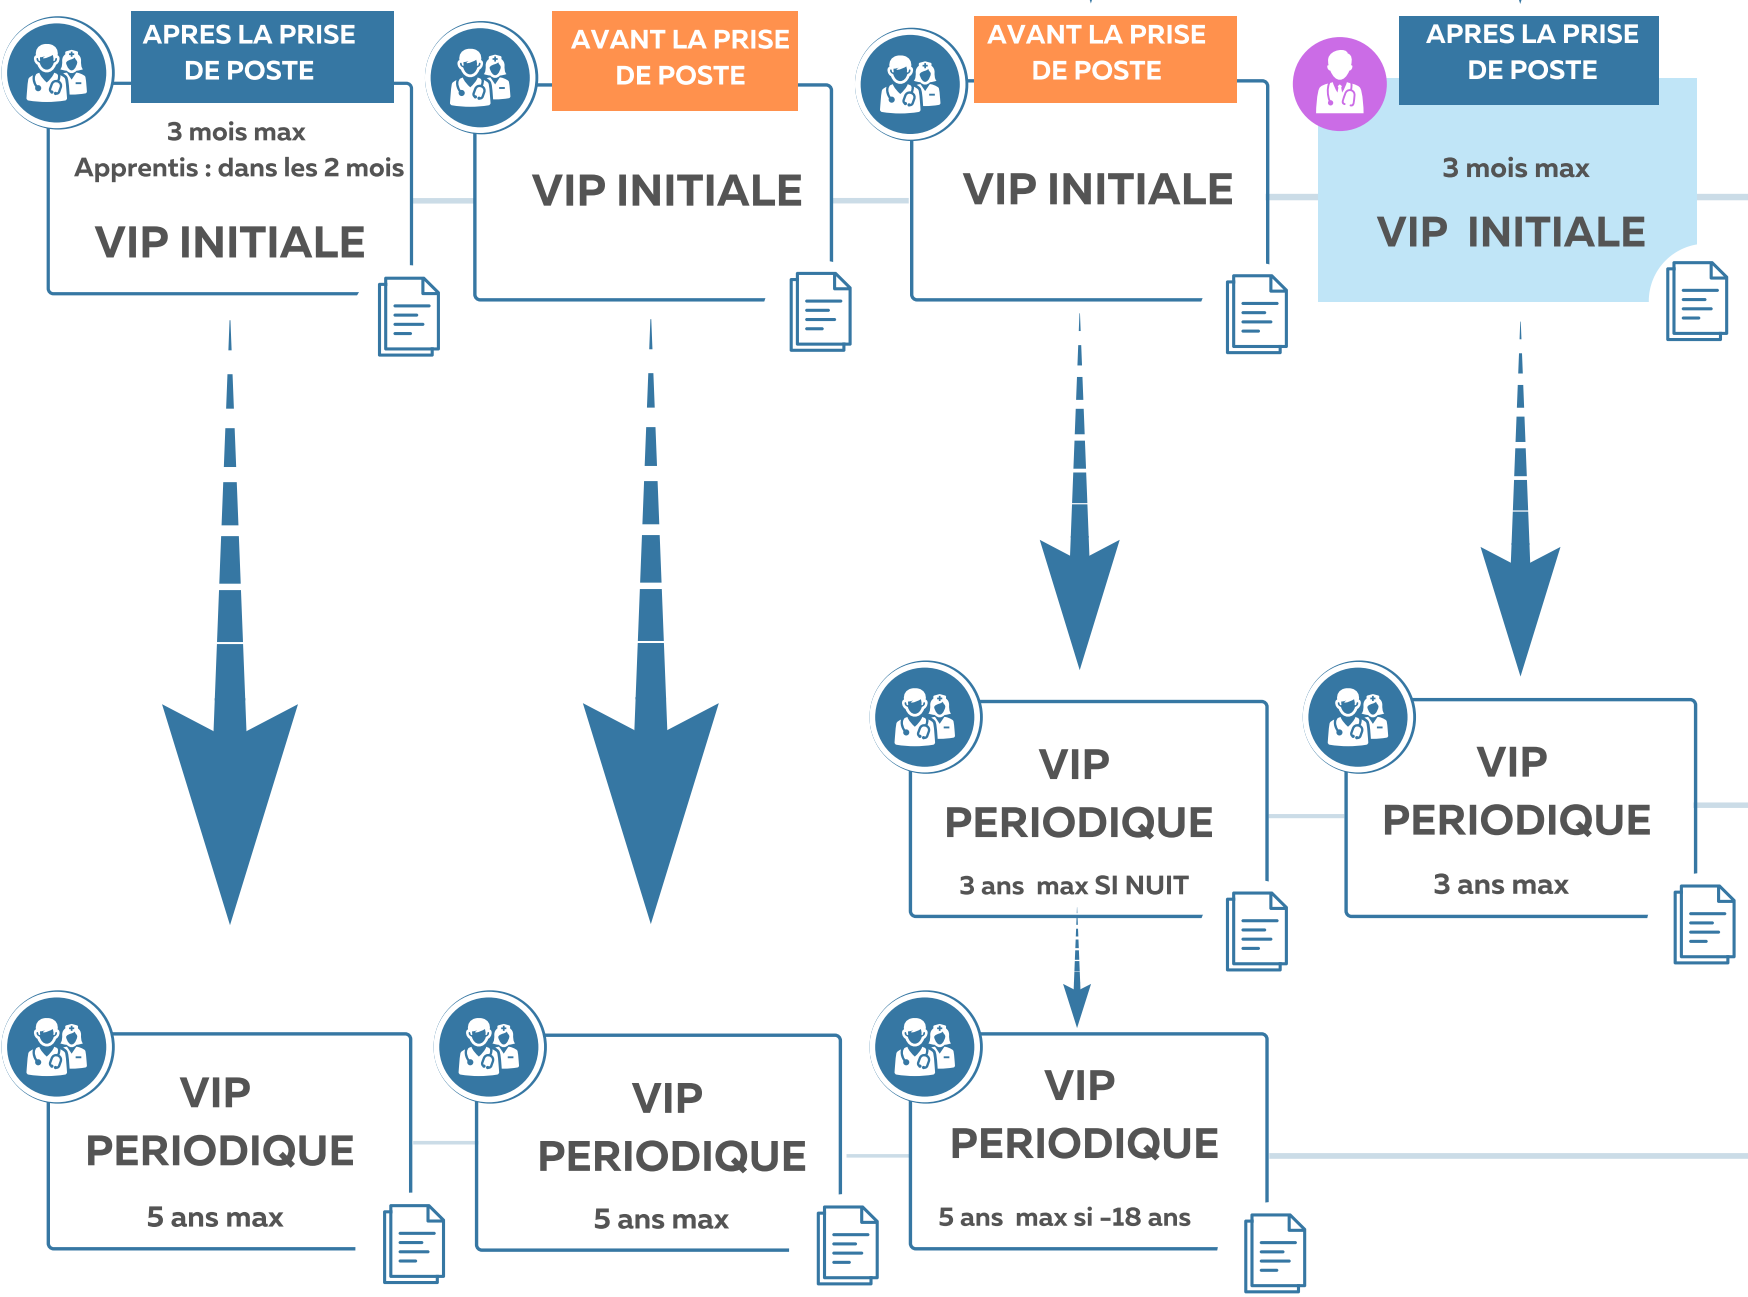 APRES LA PRISE
DE POSTE
3 mois max
Apprentis : dans les 2 mois
VIP INITIALE
AVANT LA PRISE
DE POSTE
VIP INITIALE
AVANT LA PRISE
DE POSTE
VIP INITIALE
APRES LA PRISE
DE POSTE
3 mois max
VIP INITIALE
VIP
PERIODIQUE
3 ans max SI NUIT
VIP
PERIODIQUE
3 ans max
VIP
PERIODIQUE
5 ans max
VIP
PERIODIQUE
5 ans max
VIP
PERIODIQUE
5 ans max si -18 ans